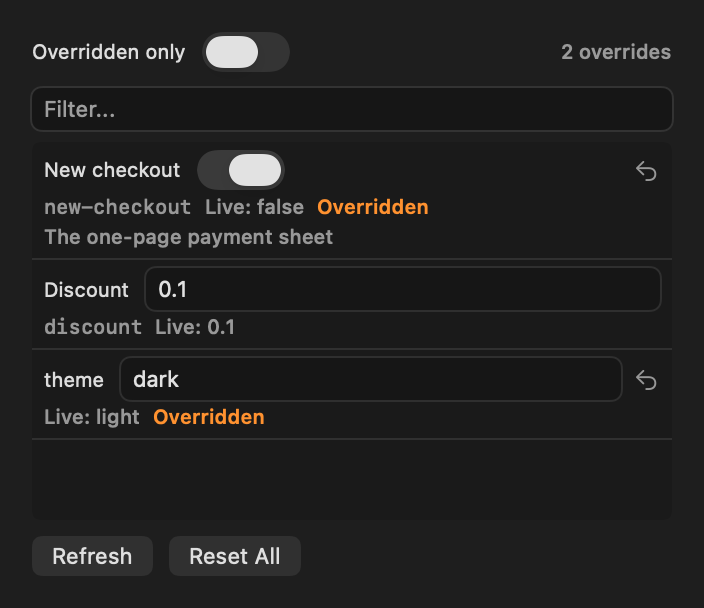 Overridden only 2 overrides
Filter...
New checkout
new-checkout Live: false Overridden
The one-page payment sheet
Discount 0.1
discount Live: 0.1
theme dark
Live: light Overridden
Refresh Reset All